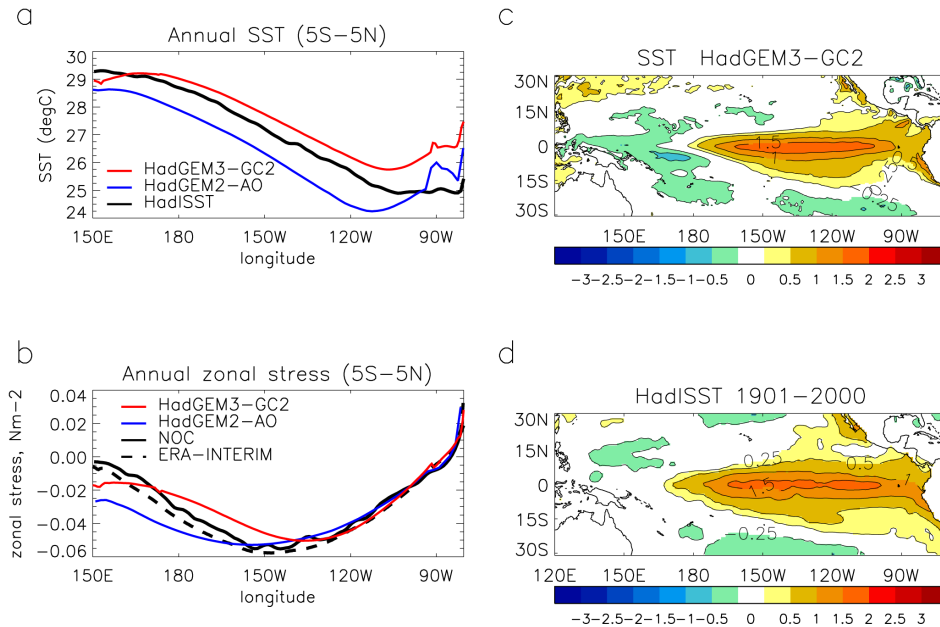 a
Annual SST (5S−5N)
30
29
28
26
26
25
24
SST (degC)
HadGEM3−GC2
HadGEM2−AO
HadISST
150E 180 150W 120W 90W
longitude
c
SST HadGEM3−GC2
30N
15N
0
15S
30S
1.5
1
0
0.25
150E 180 150W 120W 90W
−3−2.5−2−1.5−1−0.5 0 0.5 1 1.5 2 2.5 3
b
Annual zonal stress (5S−5N)
0.04
0.02
0.00
−0.02
−0.04
−0.06
zonal stress, Nm−2
HadGEM3−GC2
HadGEM2−AO
NOC
ERA−INTERIM
150E 180 150W 120W 90W
longitude
d
HadISST 1901−2000
30N
15N
0
15S
30S
0.25
0.5
1.5
1
−0.25
120E 150E 180 150W 120W 90W
−3−2.5−2−1.5−1−0.5 0 0.5 1 1.5 2 2.5 3